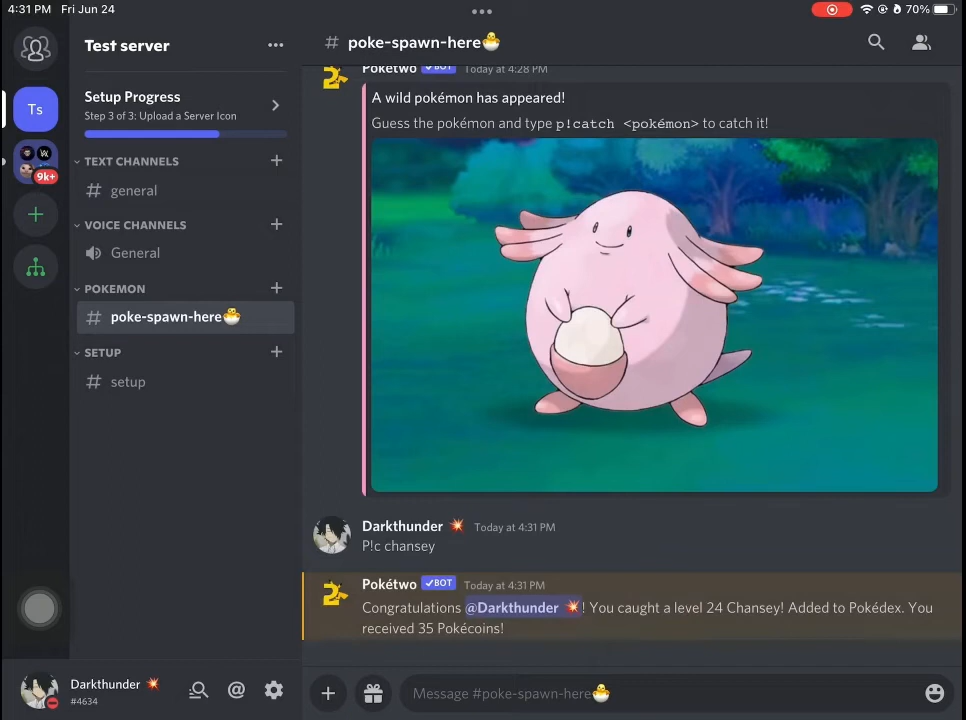 4:31 PM Fri Jun 24
70%
Test server
Setup Progress
Step 3 of 3: Upload a Server Icon
Ts
9k+
TEXT CHANNELS
# general
VOICE CHANNELS
General
POKEMON
# poke-spawn-here🐣
SETUP
# setup
Darkthunder 💥
#4634
# poke-spawn-here🐣
Pokétwo ✓BOT Today at 4:28 PM
A wild pokémon has appeared!
Guess the pokémon and type p!catch <pokémon> to catch it!
Darkthunder 💥 Today at 4:31 PM
P!c chansey
Pokétwo ✓BOT Today at 4:31 PM
Congratulations @Darkthunder 💥! You caught a level 24 Chansey! Added to Pokédex. You
received 35 Pokécoins!
Message #poke-spawn-here🐣